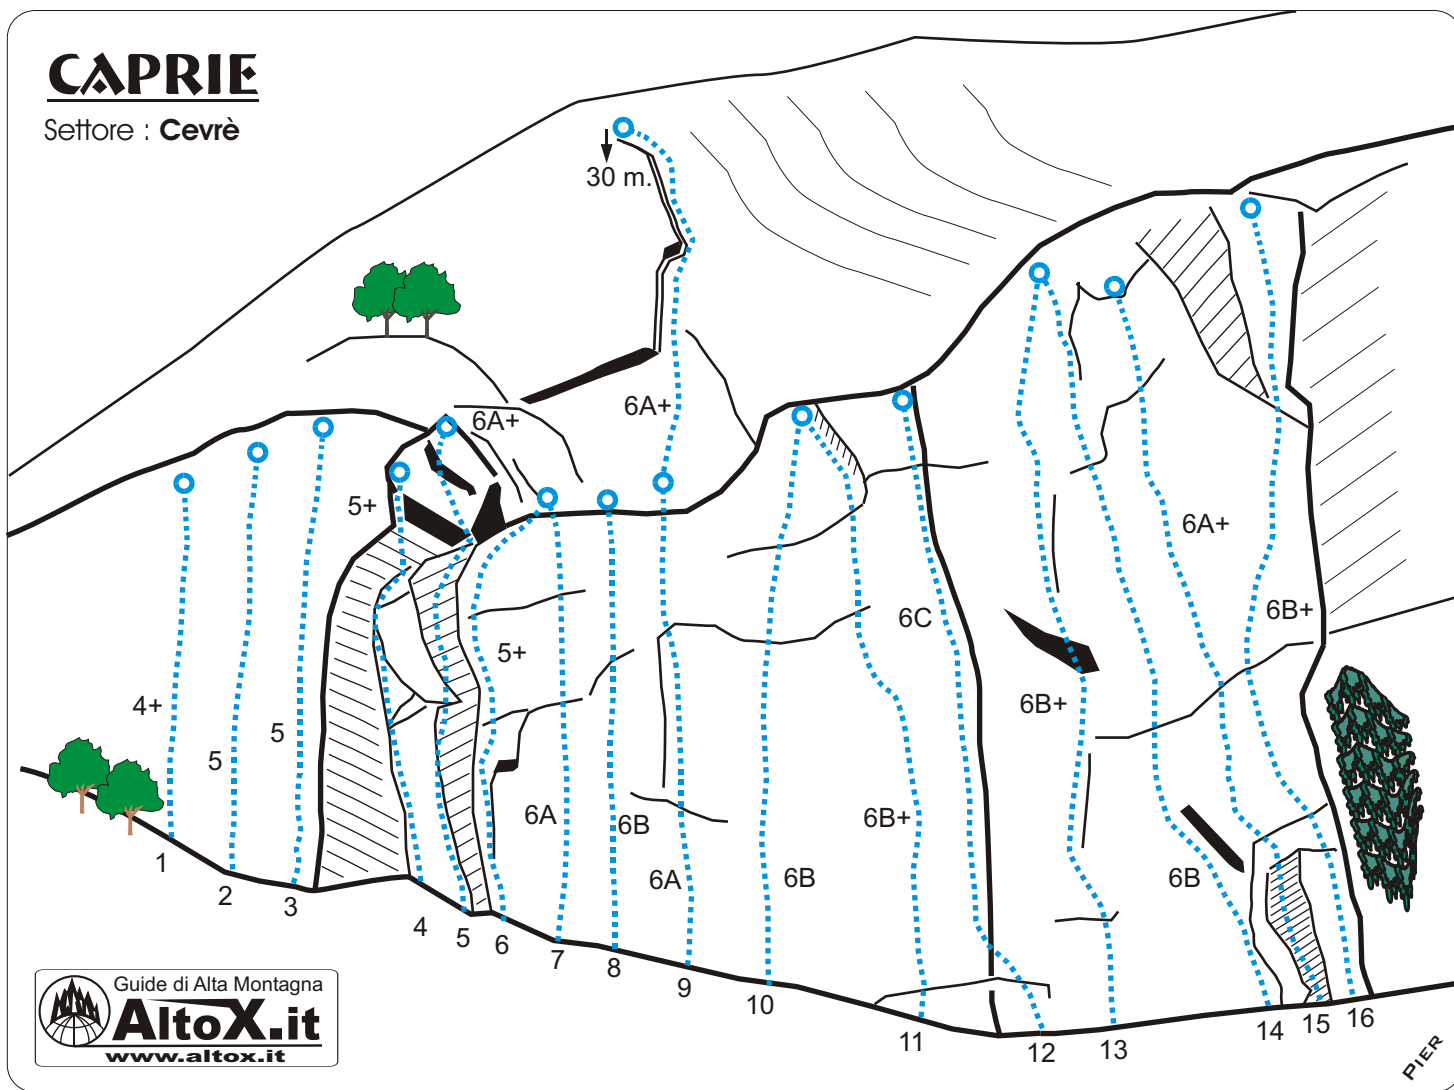 CAPRIE
Settore : Cevrè
30 m.
6A+
6A+
5+
6A+
6C
6B+
5+
4+
6B+
5
5
6A
6B
6B+
6A
6B
6B
1
2
3
4
5
6
7
8
9
10
11
12
13
14
15
16
Guide di Alta Montagna
AltoX.it
www.altox.it
PIER